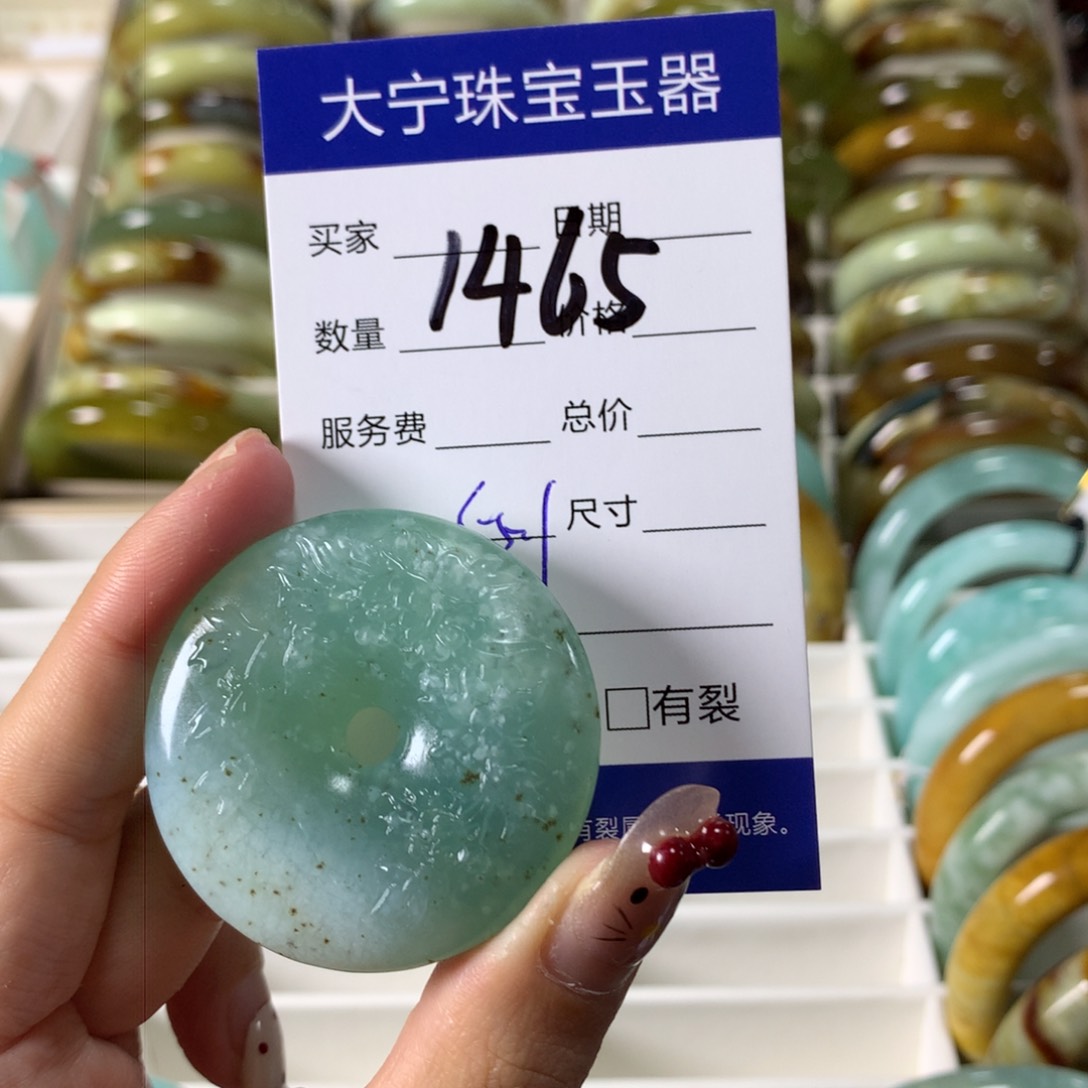 大宁珠宝玉器
买家 日期
1465
数量 价格
服务费 总价
尺寸
□有裂
有裂 现象。